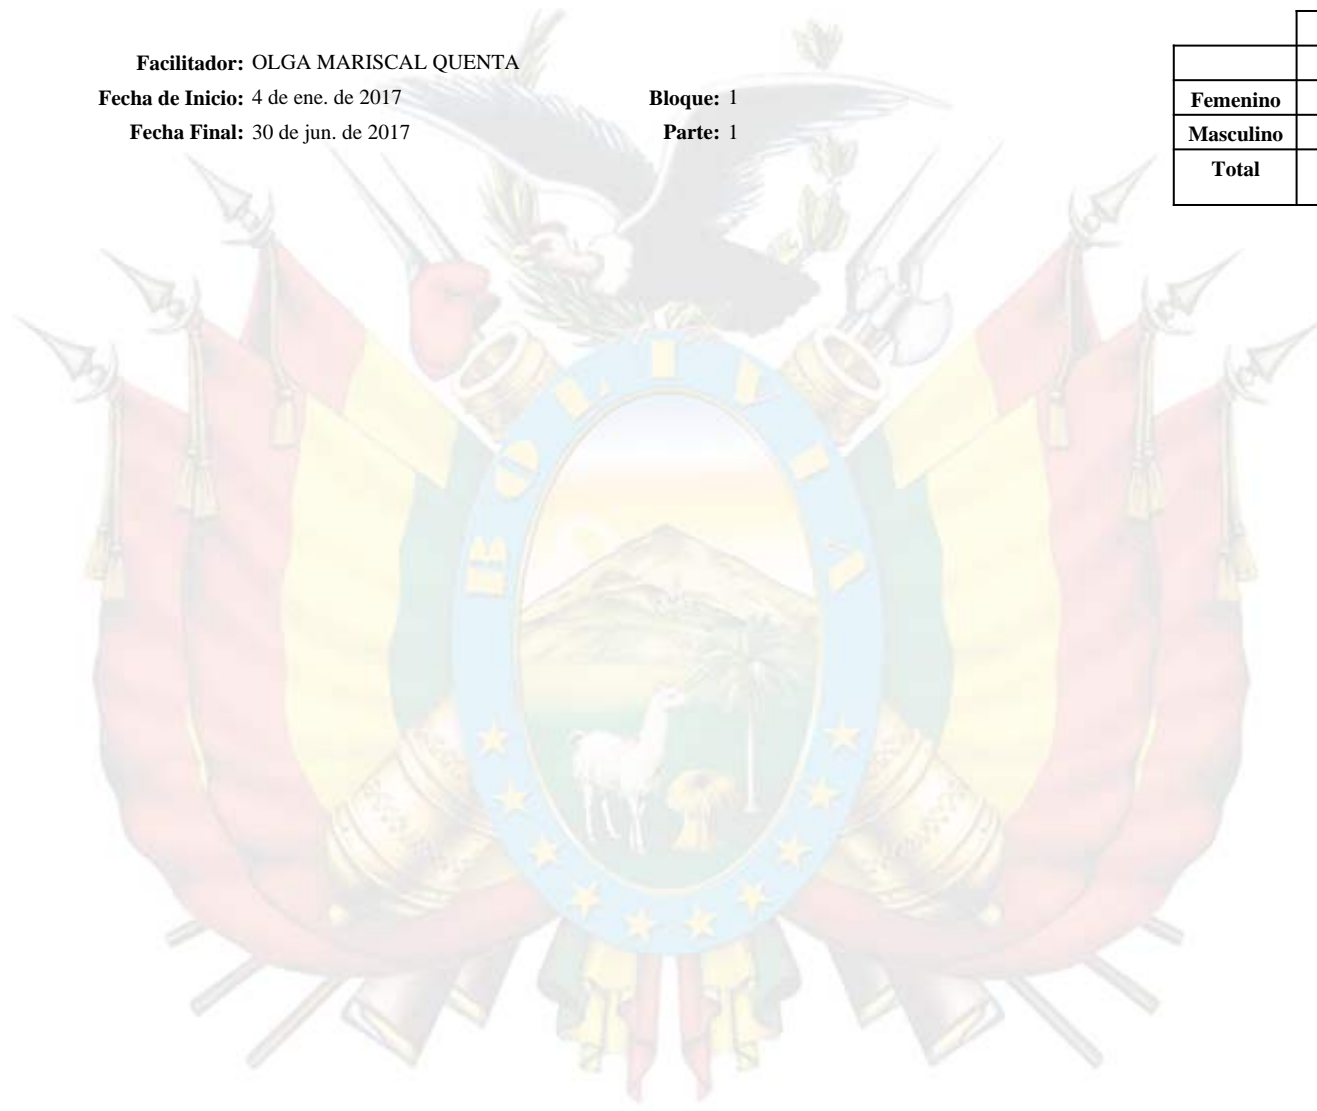 Facilitador: OLGA MARISCAL QUENTA
Fecha de Inicio: 4 de ene. de 2017 Bloque: 1
Fecha Final: 30 de jun. de 2017 Parte: 1
Femenino
Masculino
Total
BOLIVIA